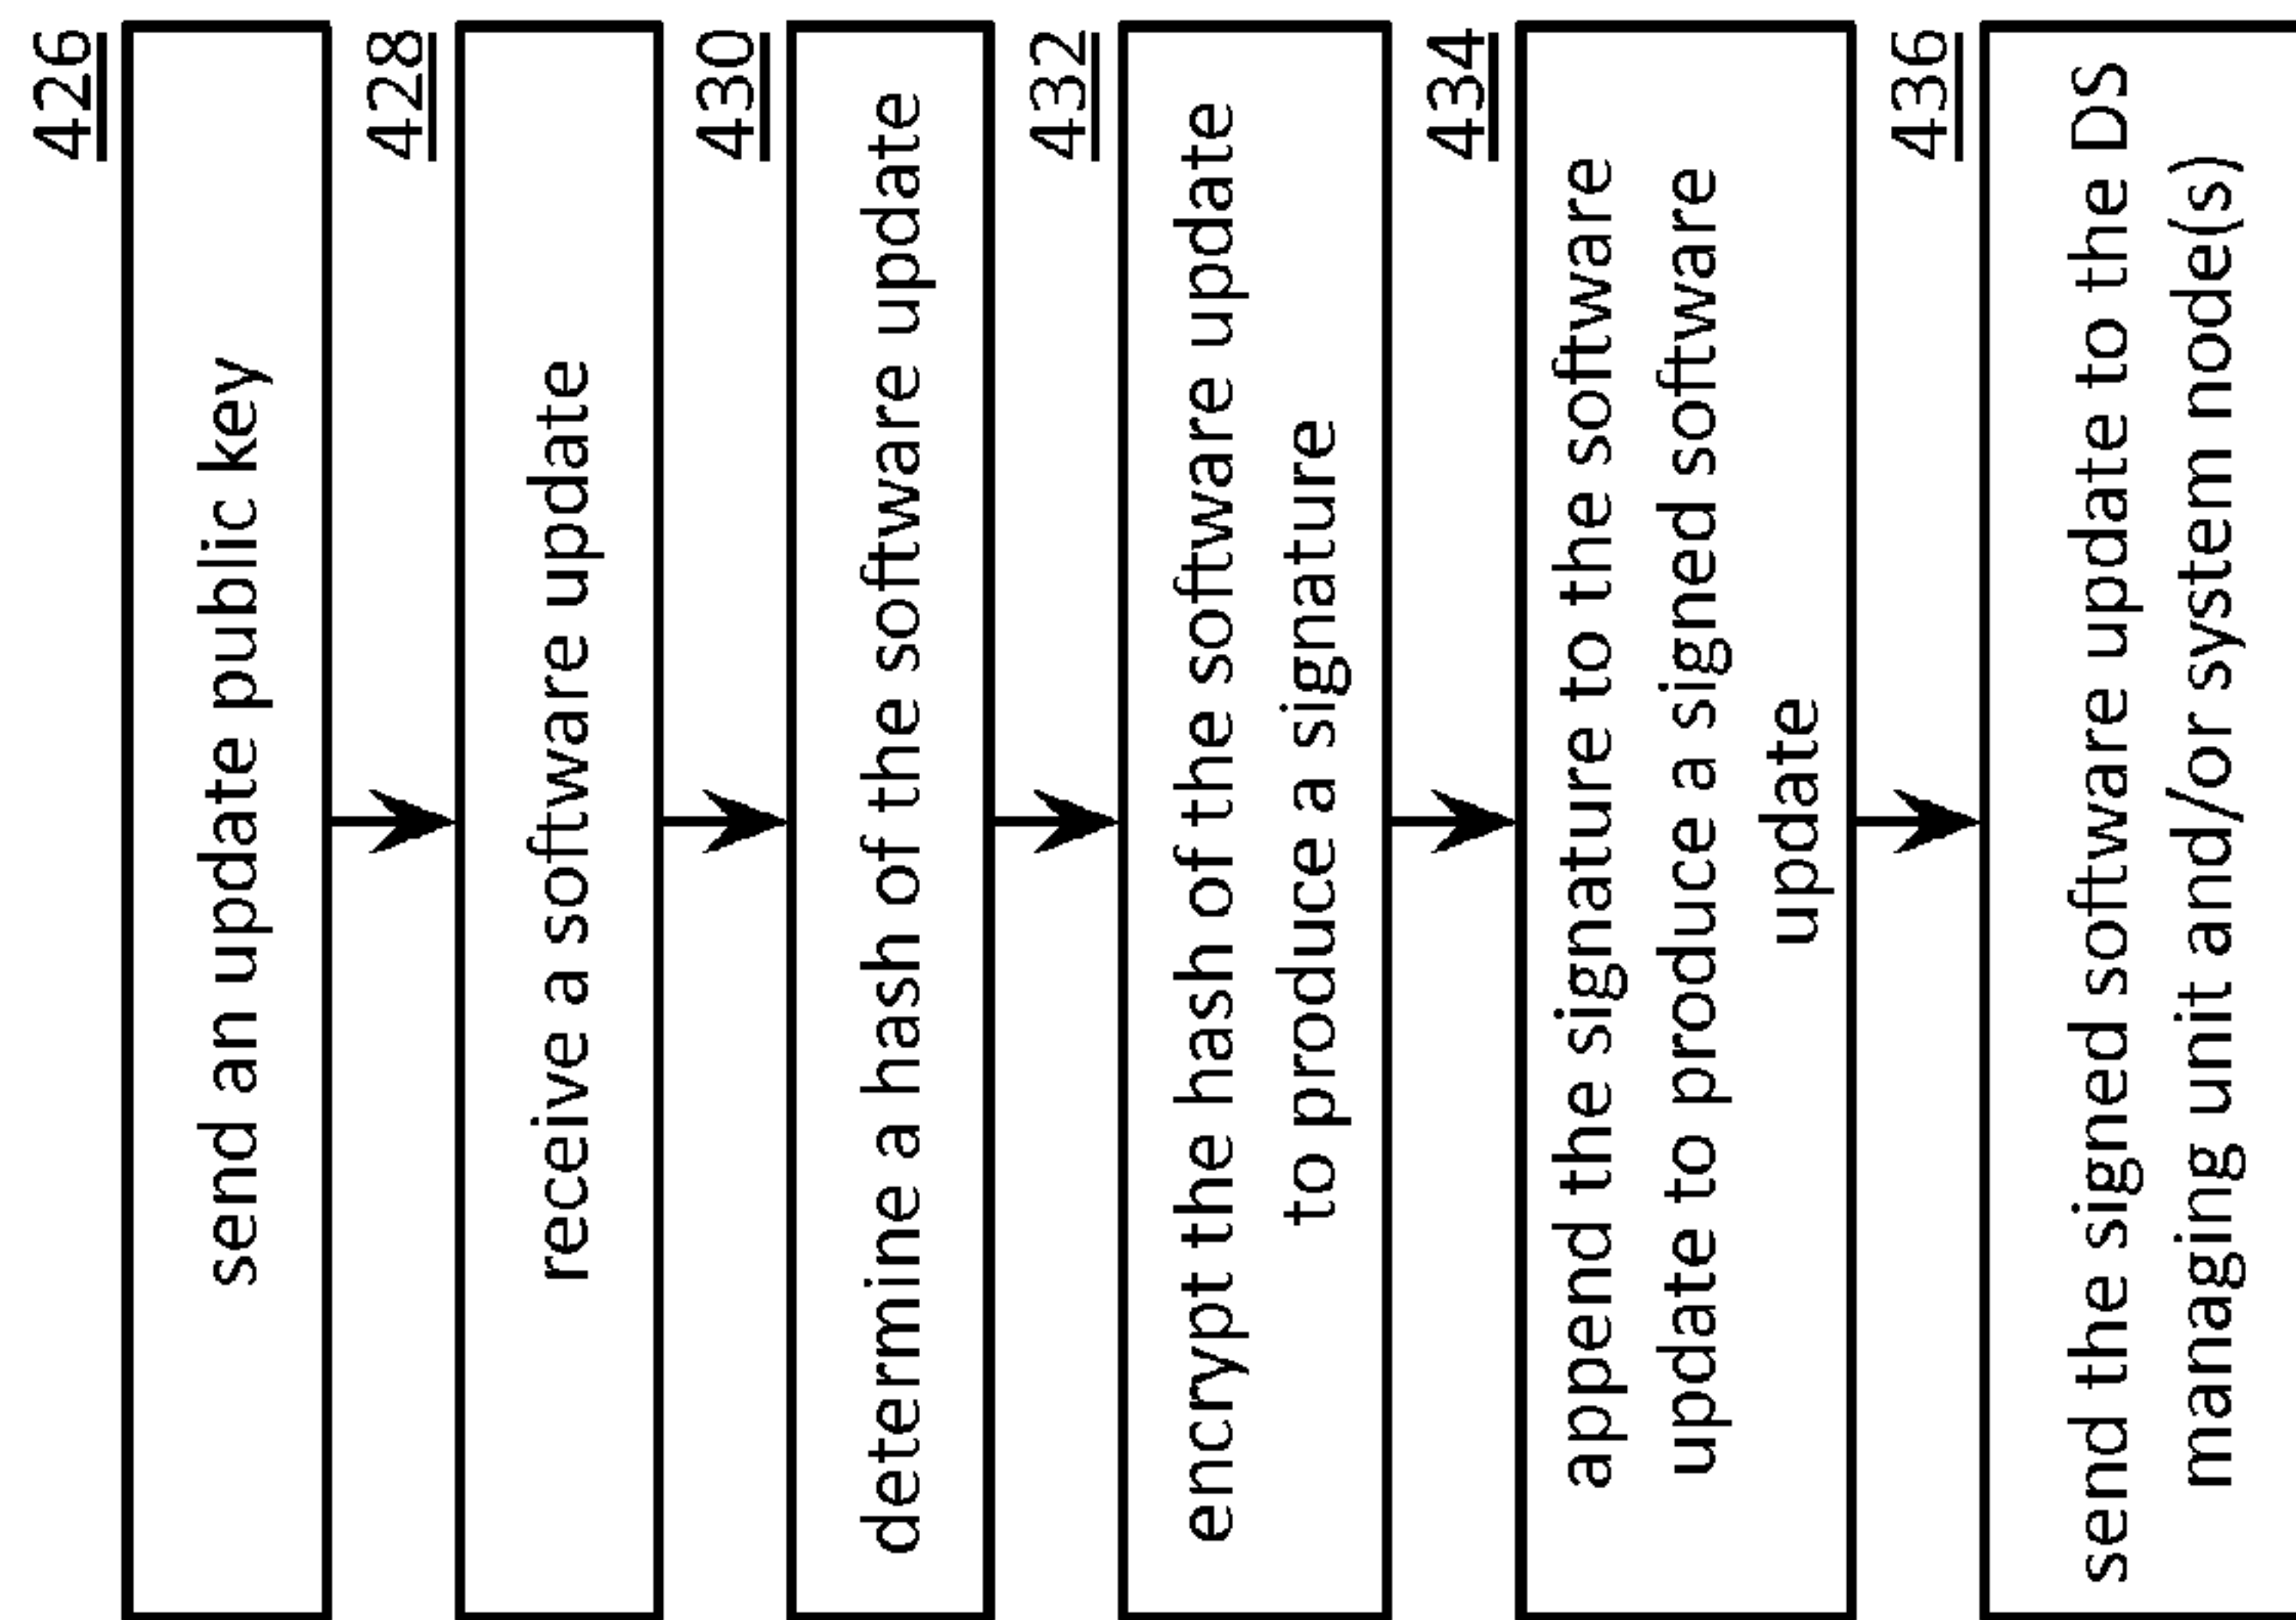 426
send an update public key
428
receive a software update
430
determine a hash of the software update
432
encrypt the hash of the software update
to produce a signature
434
append the signature to the software
update to produce a signed software
update
436
send the signed software update to the DS
managing unit and/or system node(s)